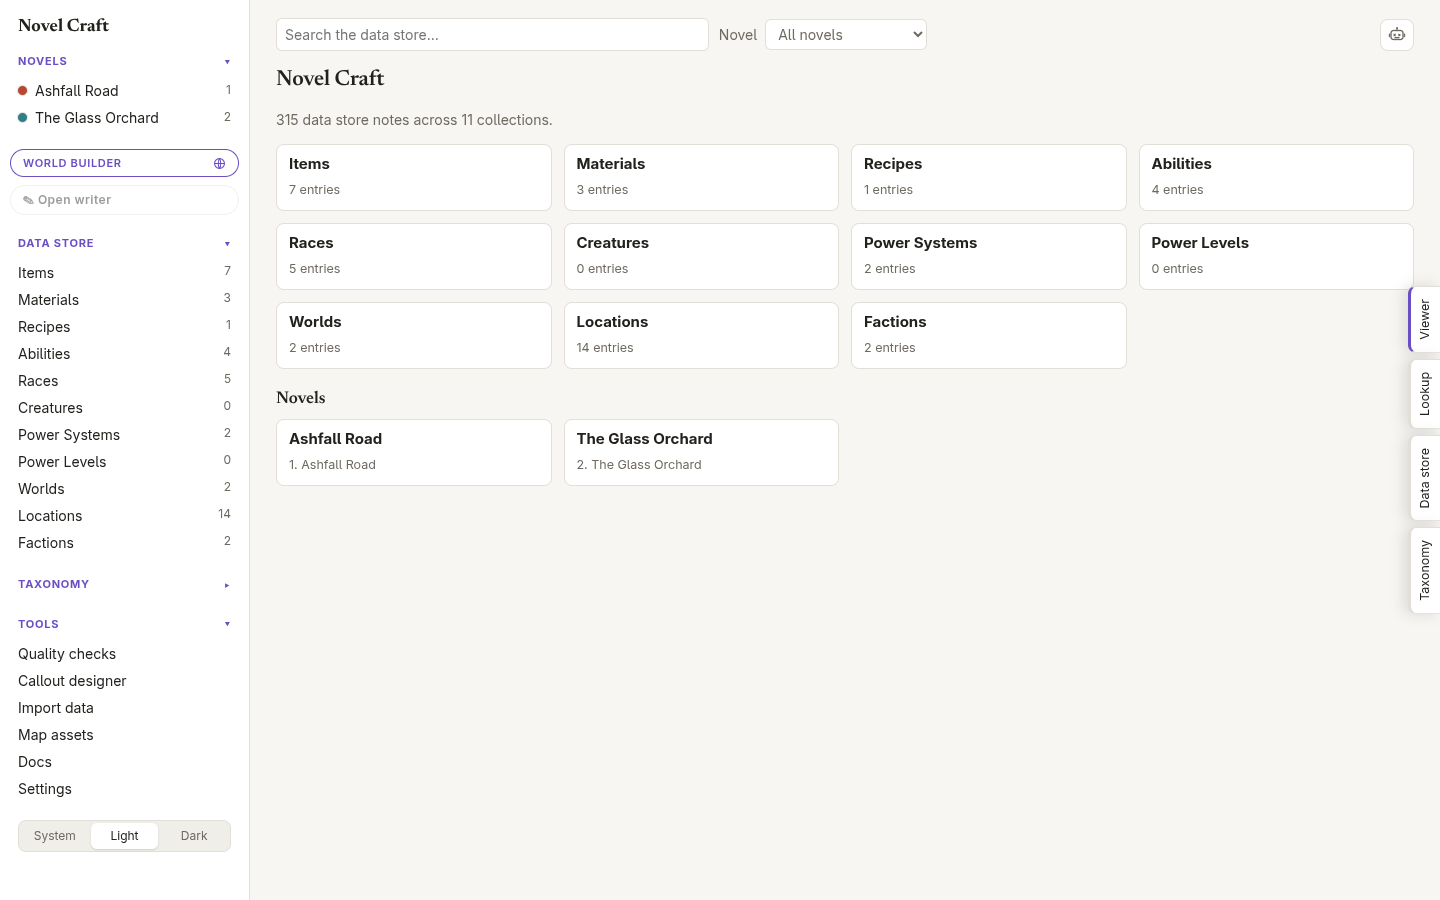 Novel Craft
NOVELS
Ashfall Road 1
The Glass Orchard 2
WORLD BUILDER
Open writer
DATA STORE
Items 7
Materials 3
Recipes 1
Abilities 4
Races 5
Creatures 0
Power Systems 2
Power Levels 0
Worlds 2
Locations 14
Factions 2
TAXONOMY
TOOLS
Quality checks
Callout designer
Import data
Map assets
Docs
Settings
System Light Dark
Search the data store... Novel All novels
Novel Craft
315 data store notes across 11 collections.
Items
7 entries
Materials
3 entries
Recipes
1 entries
Abilities
4 entries
Races
5 entries
Creatures
0 entries
Power Systems
2 entries
Power Levels
0 entries
Worlds
2 entries
Locations
14 entries
Factions
2 entries
Novels
Ashfall Road
1. Ashfall Road
The Glass Orchard
2. The Glass Orchard
Viewer
Lookup
Data store
Taxonomy